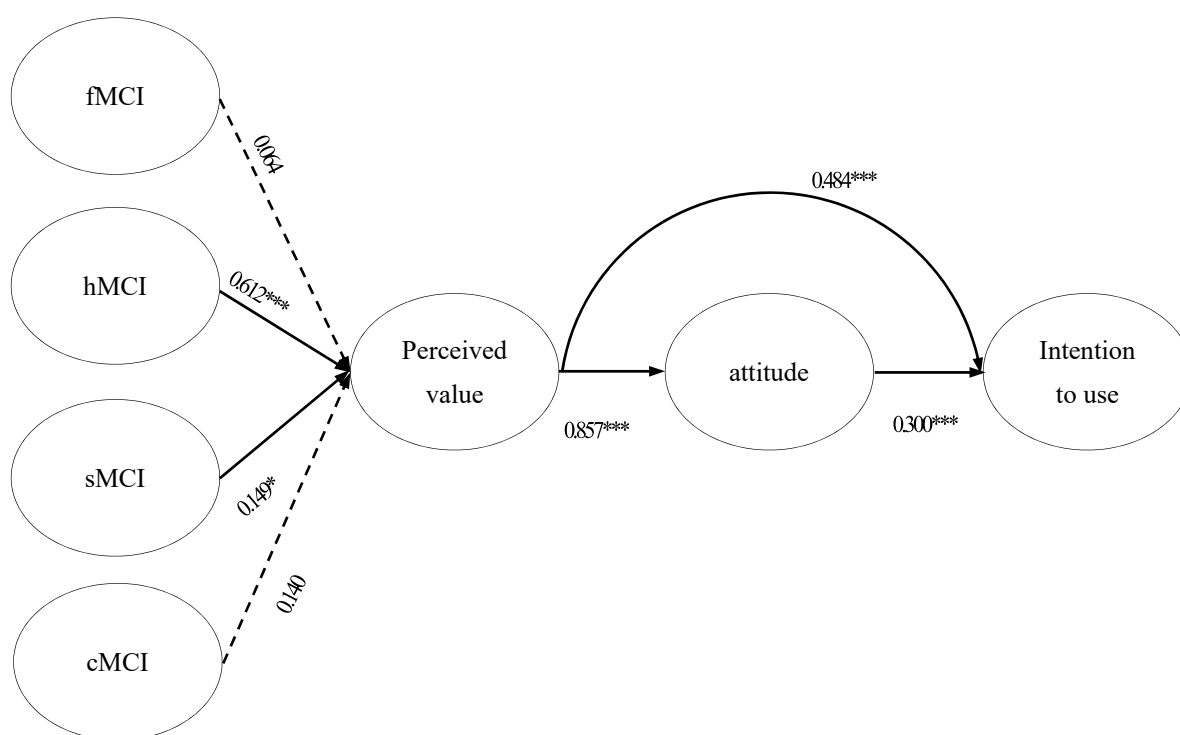 fMCI
0.064
0.484***
hMCI
0.612***
Perceived
value
attitude
Intention
to use
0.857***
0.300***
sMCI
0.149*
0.140
cMCI